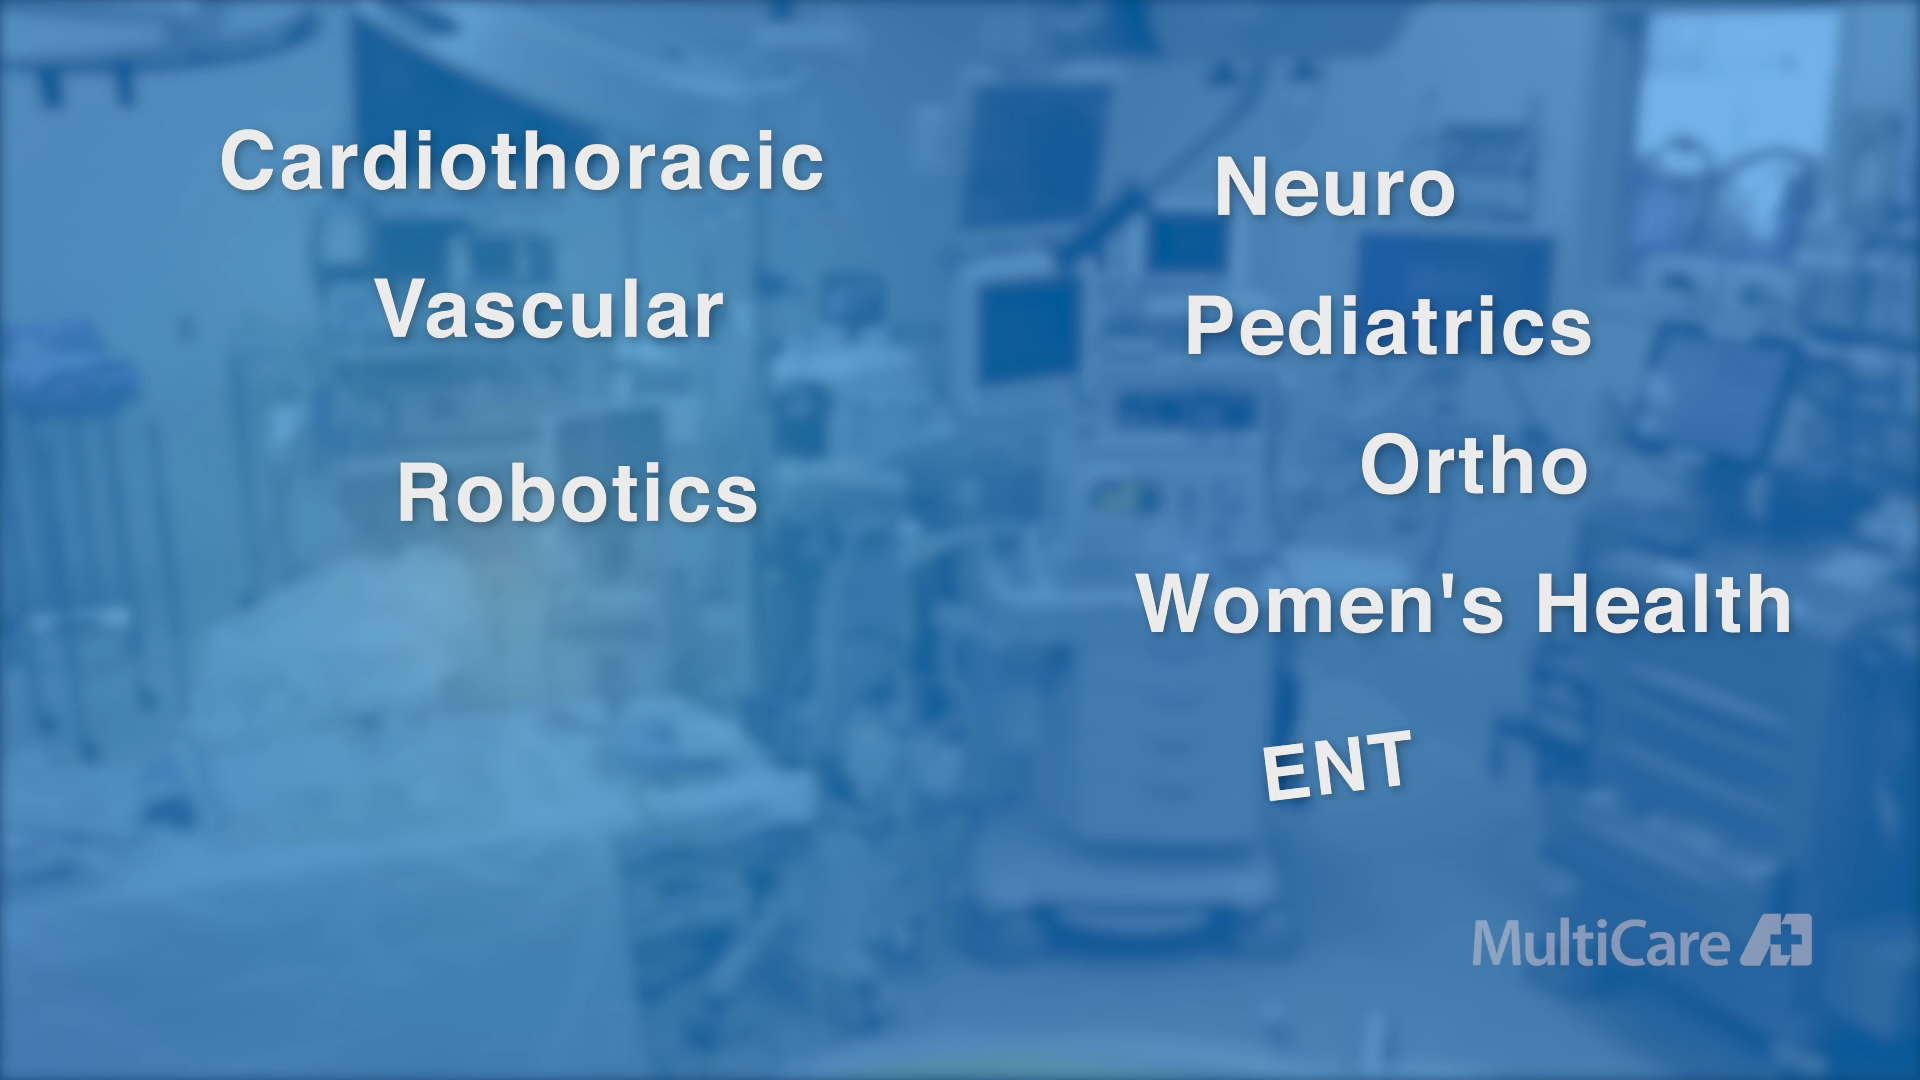 Cardiothoracic
Vascular
Robotics
Neuro
Pediatrics
Ortho
Women's Health
ENT
MultiCare